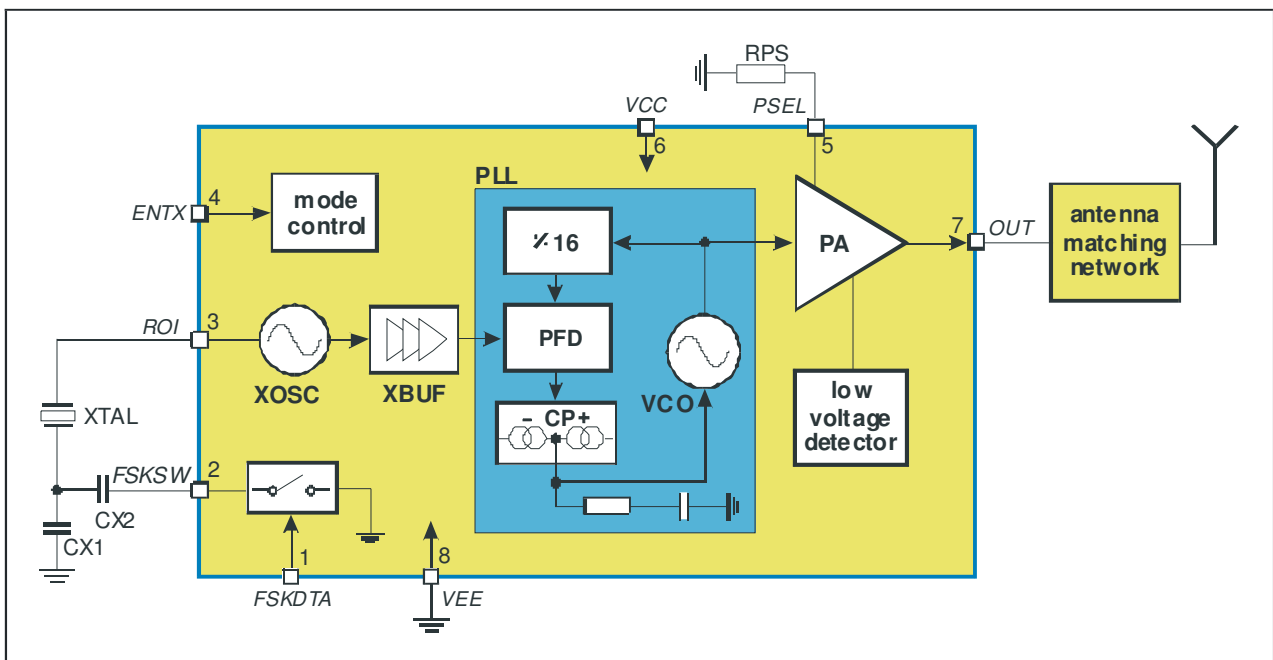 RPS
VCC
PSEL
6
5
PLL
4
ENTX
mode
control
÷16
PA
7
OUT
antenna
matching
network
3
ROI
XOSC
XBUF
PFD
VCO
- CP+
low
voltage
detector
XTAL
FSKSW
2
CX2
CX1
1
8
FSKDTA
VEE